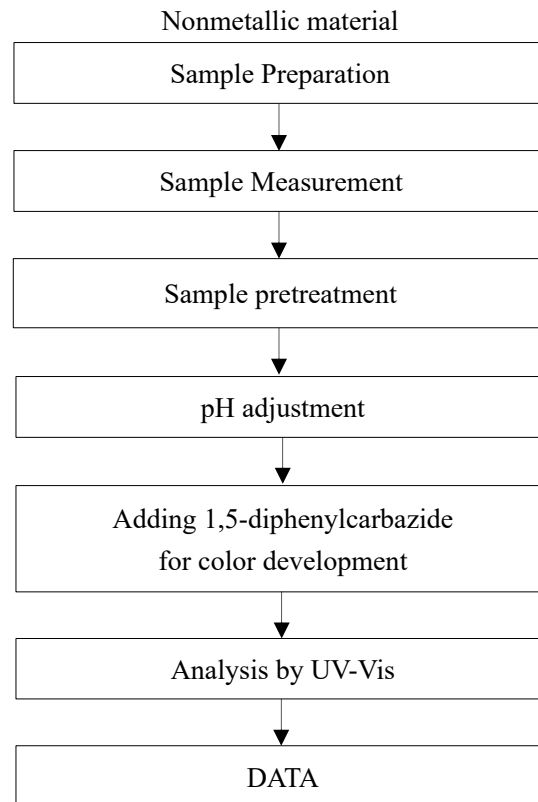 Nonmetallic material
Sample Preparation
Sample Measurement
Sample pretreatment
pH adjustment
Adding 1,5-diphenylcarbazide
for color development
Analysis by UV-Vis
DATA